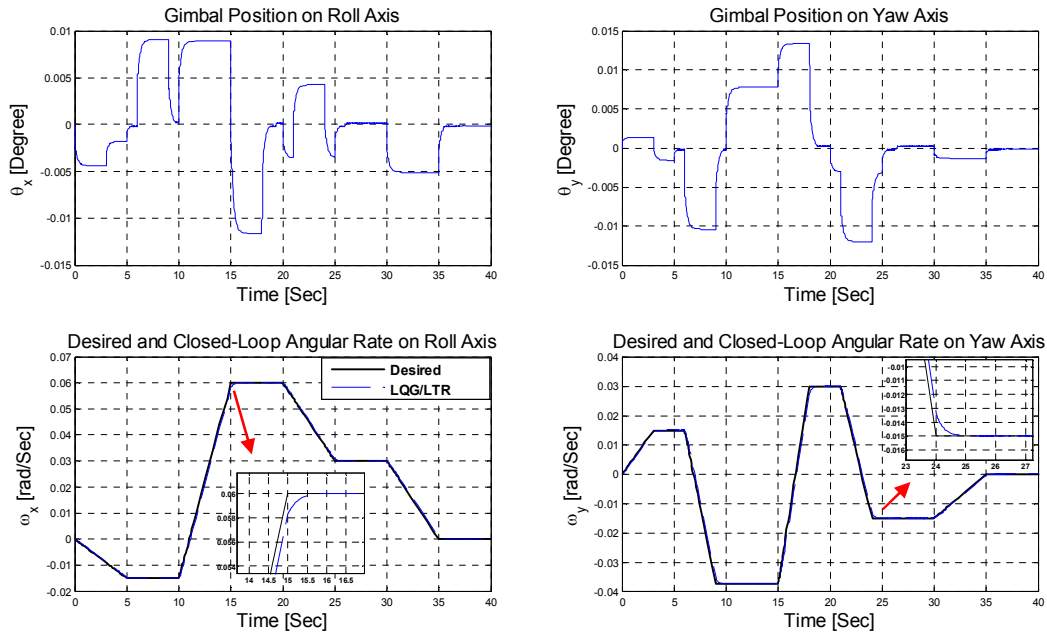 Gimbal Position on Roll Axis
0.01
0.005
0
-0.005
-0.01
-0.015
θx [Degree]
0 5 10 15 20 25 30 35 40
Time [Sec]
Gimbal Position on Yaw Axis
0.015
0.01
0.005
0
-0.005
-0.01
-0.015
θy [Degree]
0 5 10 15 20 25 30 35 40
Time [Sec]
Desired and Closed-Loop Angular Rate on Roll Axis
0.07
0.06
0.05
0.04
0.03
0.02
0
-0.01
-0.02
ωx [rad/Sec]
Desired
LQG/LTR
0.06
0.058
0.056
0.054
14 14.5 15 15.5 16 16.5
0 5 10 15 20 25 30 35 40
Time [Sec]
Desired and Closed-Loop Angular Rate on Yaw Axis
0.04
0.03
0.02
0.01
0
-0.01
-0.02
-0.03
-0.04
ωy [rad/Sec]
-0.01
-0.011
-0.012
-0.013
-0.014
-0.015
-0.016
23 24 25 26 27
0 5 10 15 20 25 30 35 40
Time [Sec]